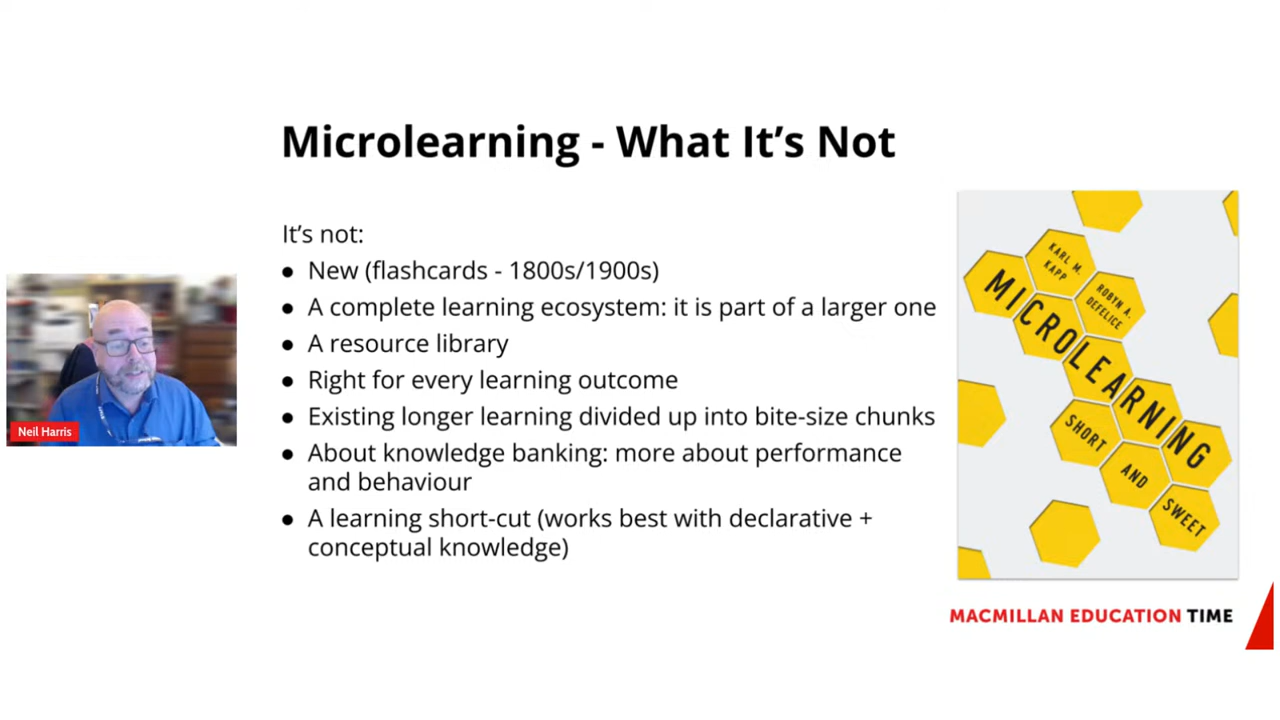 Microlearning - What It's Not
It's not:
● New (flashcards - 1800s/1900s)
● A complete learning ecosystem: it is part of a larger one
● A resource library
● Right for every learning outcome
● Existing longer learning divided up into bite-size chunks
● About knowledge banking: more about performance
and behaviour
● A learning short-cut (works best with declarative +
conceptual knowledge)
Neil Harris
KARL M.
KAPP
ROBYN A.
DEFELICE
MICROLEARNING
SHORT
AND
SWEET
MACMILLAN EDUCATION TIME